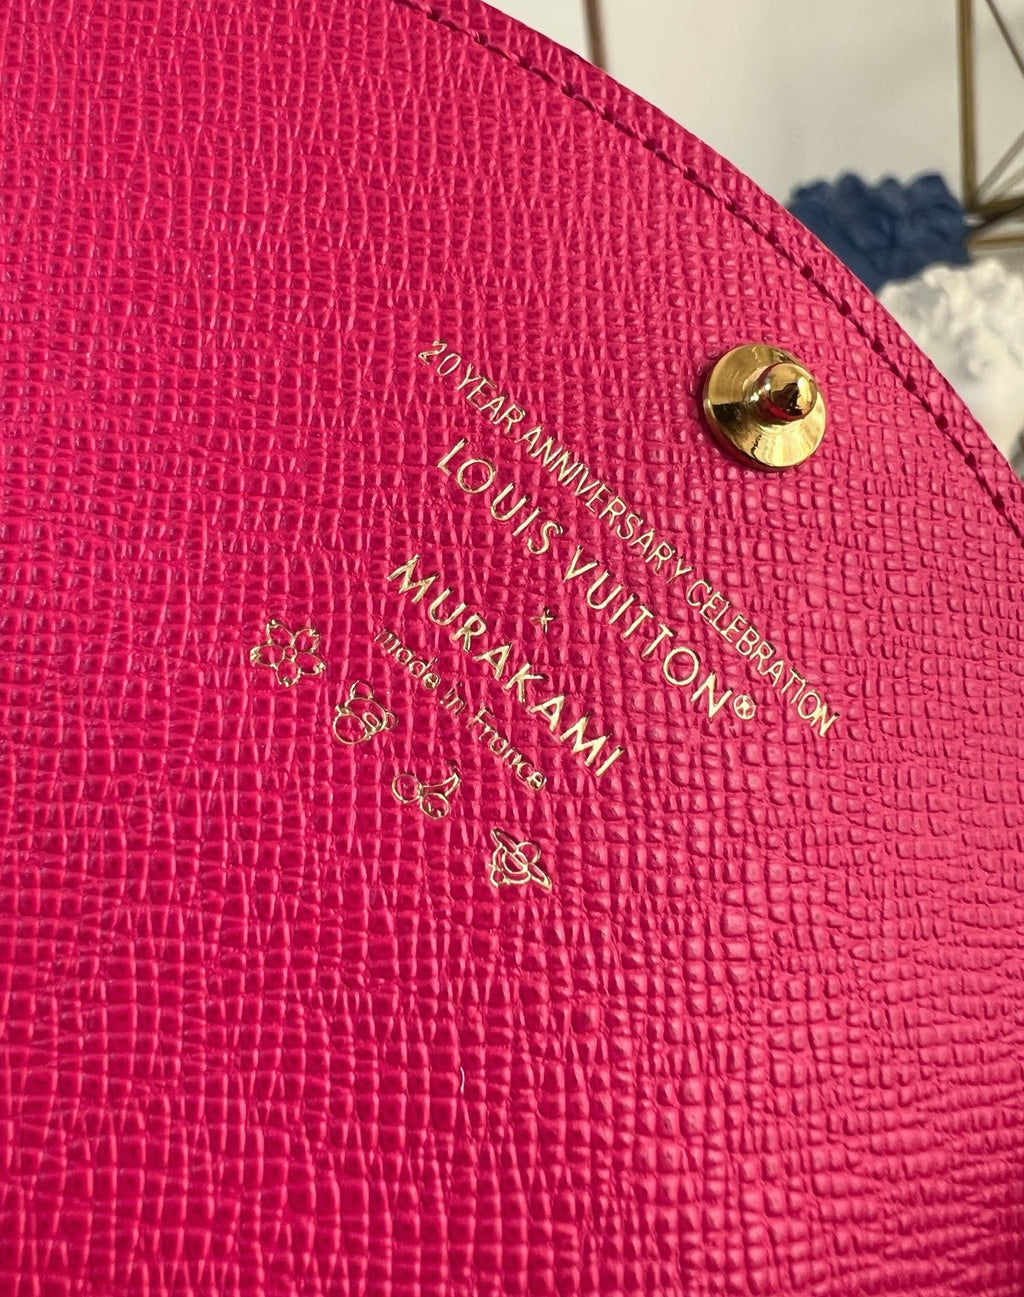 20 YEAR ANNIVERSARY CELEBRATION
LOUIS VUITTON®
×
MURAKAMI
made in France